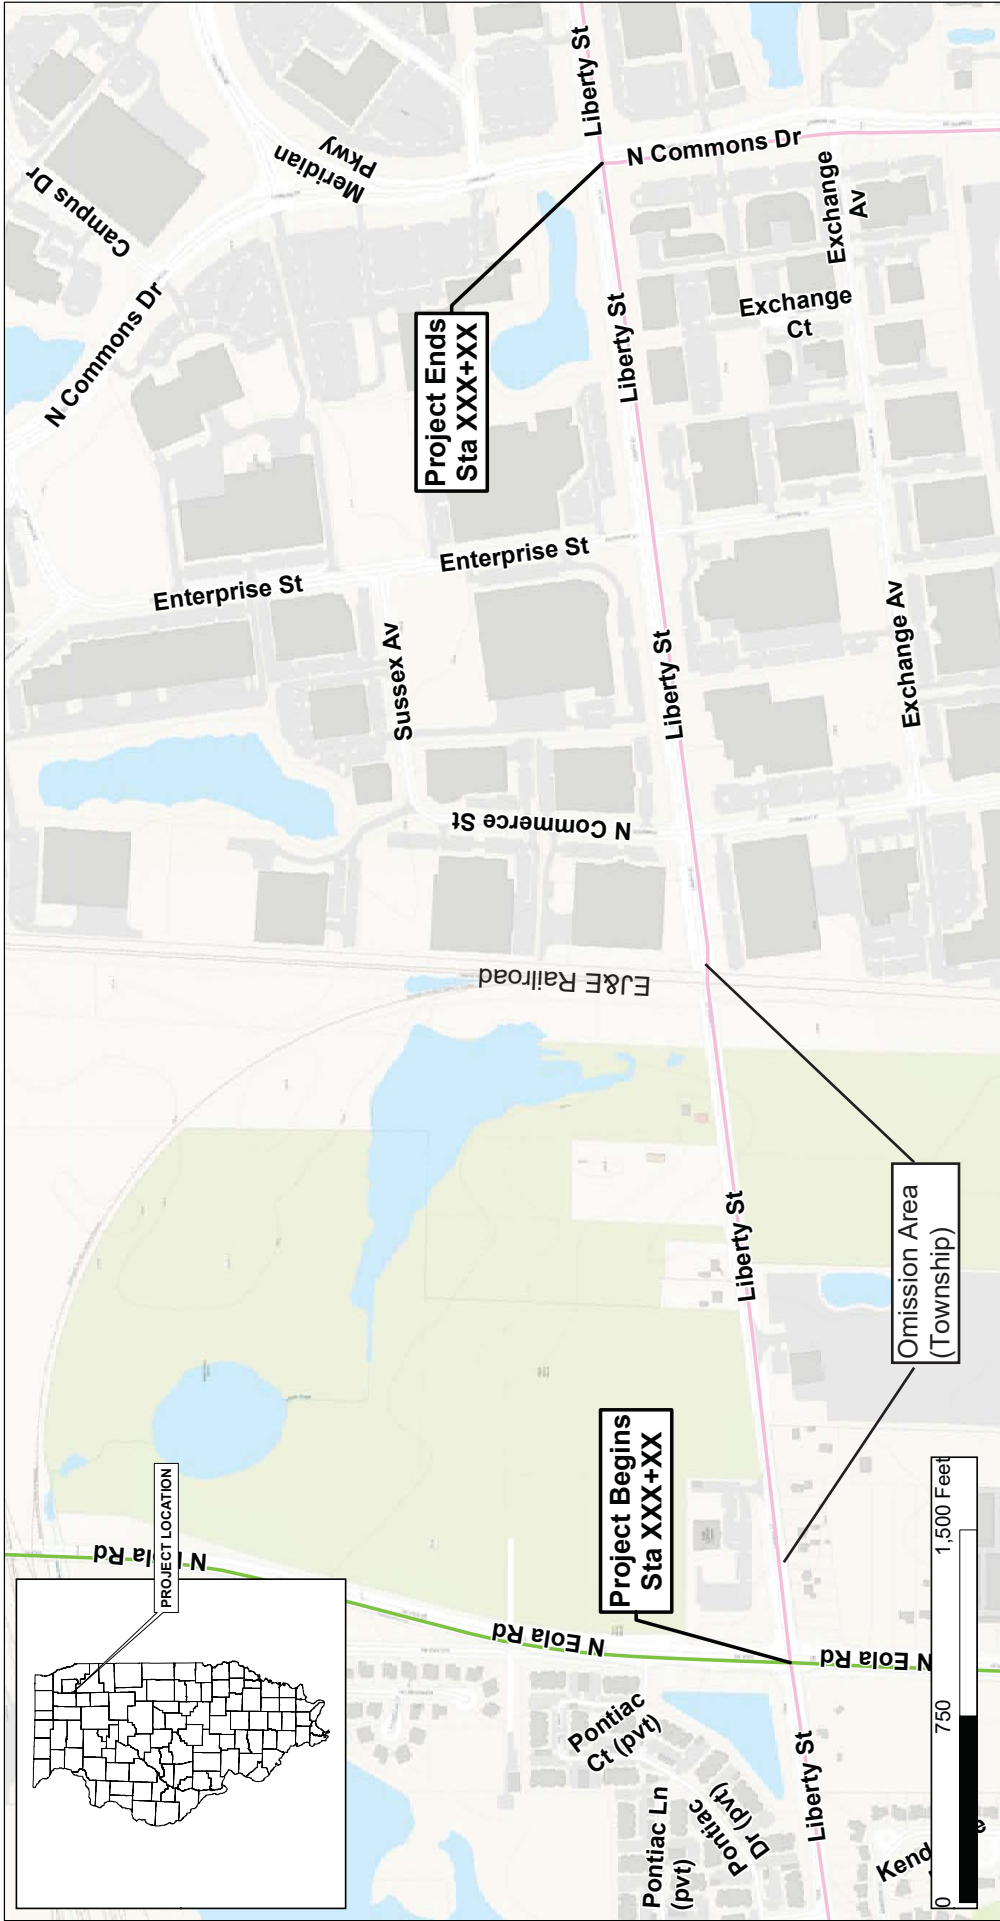 Liberty St
N Commons Dr
Meridian
Pkwy
Campus Dr
N Commons Dr
Exchange
Av
Exchange
Ct
Project Ends
Sta XXX+XX
Liberty St
Enterprise St
Enterprise St
Sussex Av
Liberty St
Exchange Av
N Commerce St
EJ&E Railroad
Liberty St
Omission Area
(Township)
Project Begins
Sta XXX+XX
PROJECT LOCATION
N Eola Rd
N Eola Rd
N Eola Rd
Pontiac
Ct (pvt)
Pontiac Ln
(pvt)
Pontiac
Dr (pvt)
Liberty St
0
750
1,500 Feet